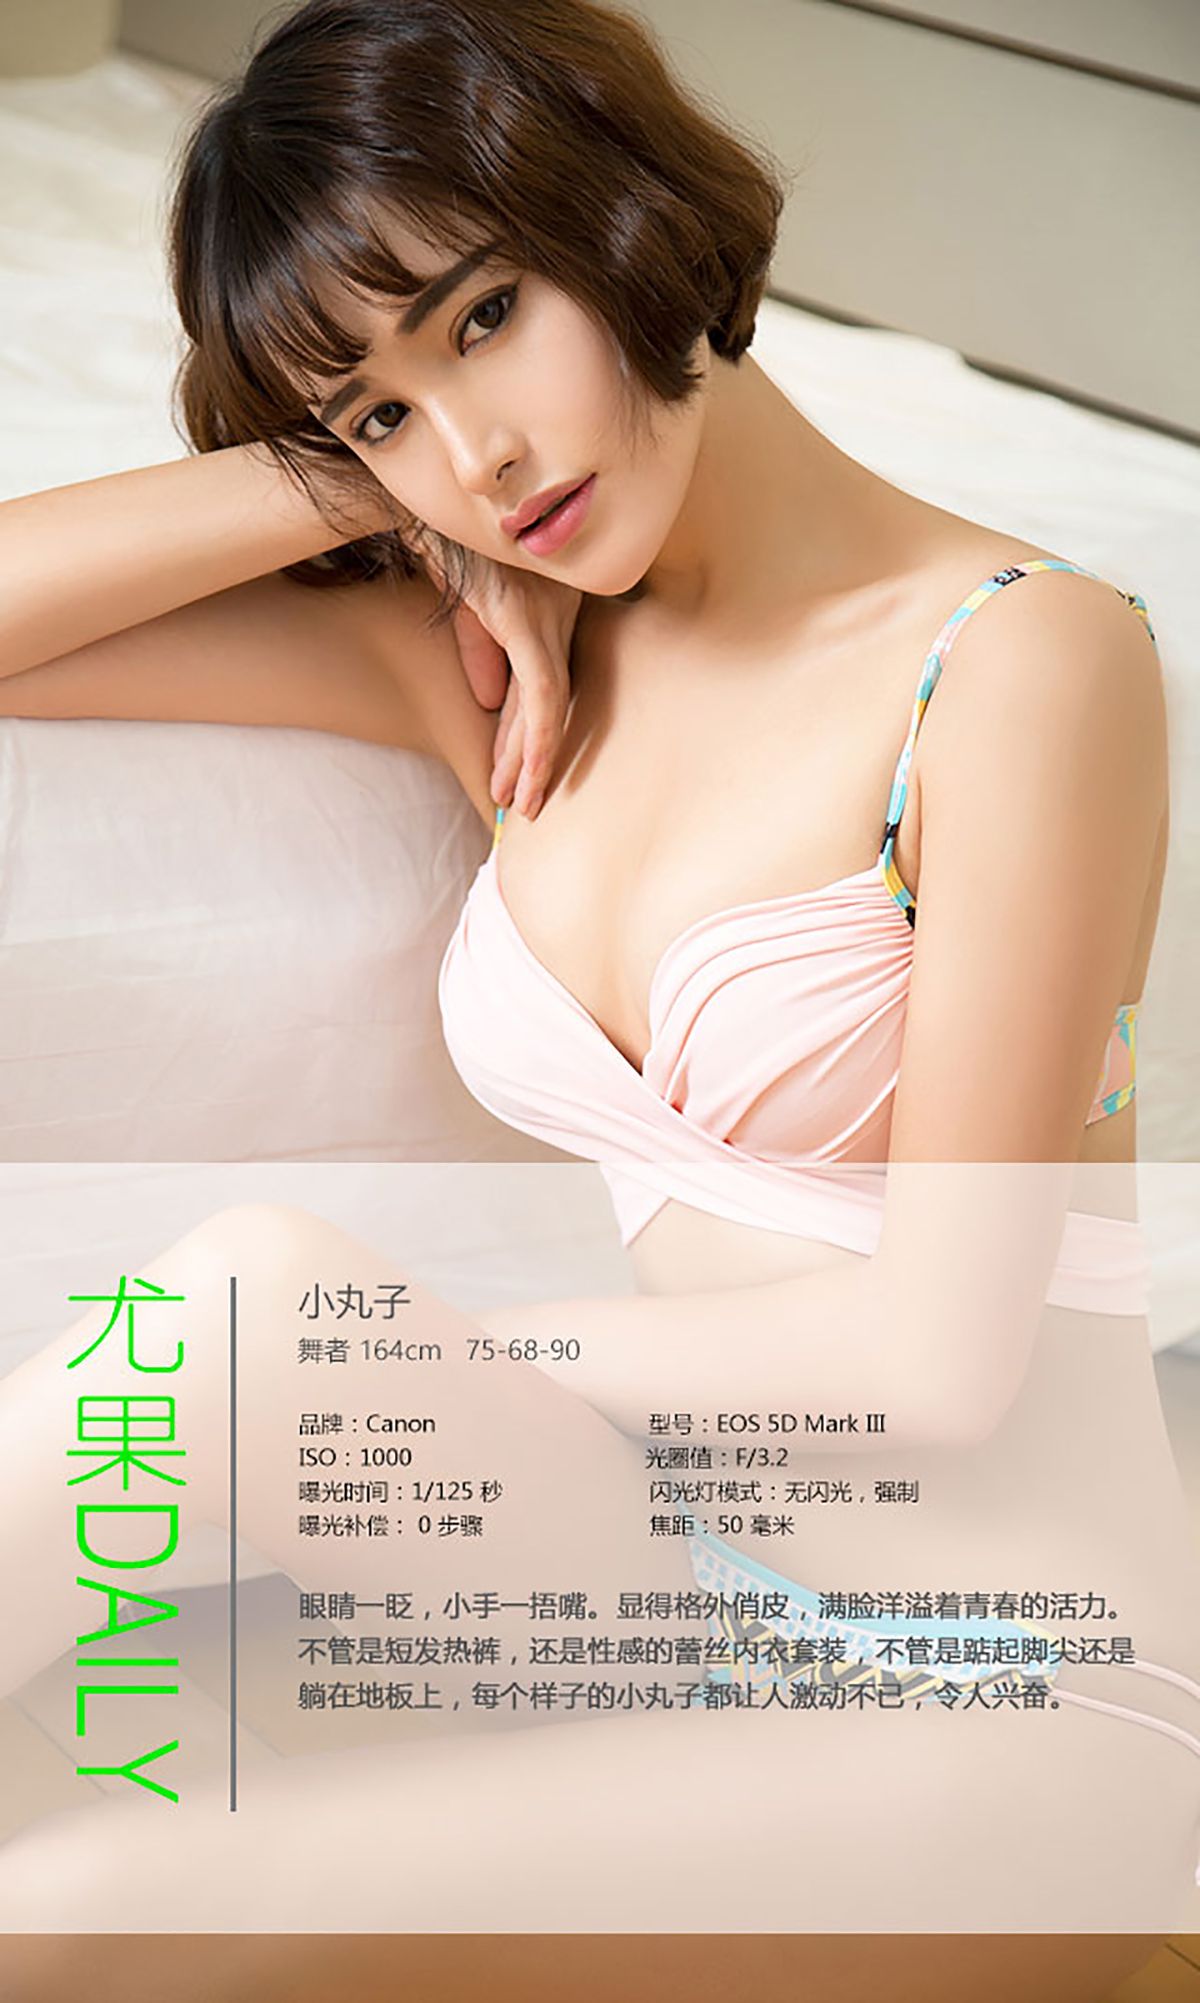 尤果DAILY
小丸子
舞者 164cm 75-68-90
品牌：Canon 型号：EOS 5D Mark III
ISO：1000 光圈值：F/3.2
曝光时间：1/125 秒 闪光灯模式：无闪光，强制
曝光补偿： 0 步骤 焦距：50 毫米
眼睛一眨，小手一捂嘴。显得格外俏皮，满脸洋溢着青春的活力。
不管是短发热裤，还是性感的蕾丝内衣套装，不管是踮起脚尖还是
躺在地板上，每个样子的小丸子都让人激动不已，令人兴奋。